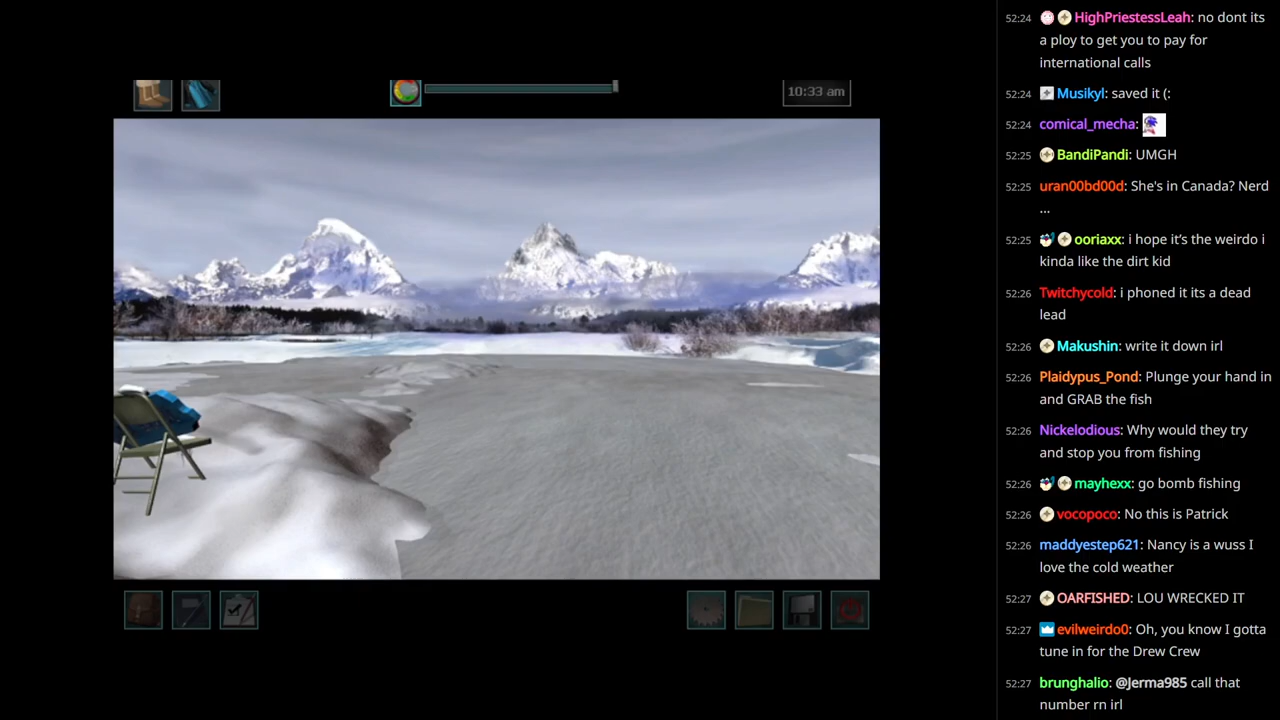 10:33 am
52:24 HighPriestessLeah: no dont its
a ploy to get you to pay for
international calls
52:24 Musikyl: saved it (:
52:24 comical_mecha:
52:25 BandiPandi: UMGH
52:25 uran00bd00d: She's in Canada? Nerd
...
52:25 ooriaxx: i hope it’s the weirdo i
kinda like the dirt kid
52:26 Twitchycold: i phoned it its a dead
lead
52:26 Makushin: write it down irl
52:26 Plaidypus_Pond: Plunge your hand in
and GRAB the fish
52:26 Nickelodious: Why would they try
and stop you from fishing
52:26 mayhexx: go bomb fishing
52:26 vocopoco: No this is Patrick
52:26 maddyestep621: Nancy is a wuss I
love the cold weather
52:27 OARFISHED: LOU WRECKED IT
52:27 evilweirdo0: Oh, you know I gotta
tune in for the Drew Crew
52:27 brunghalio: @Jerma985 call that
number rn irl